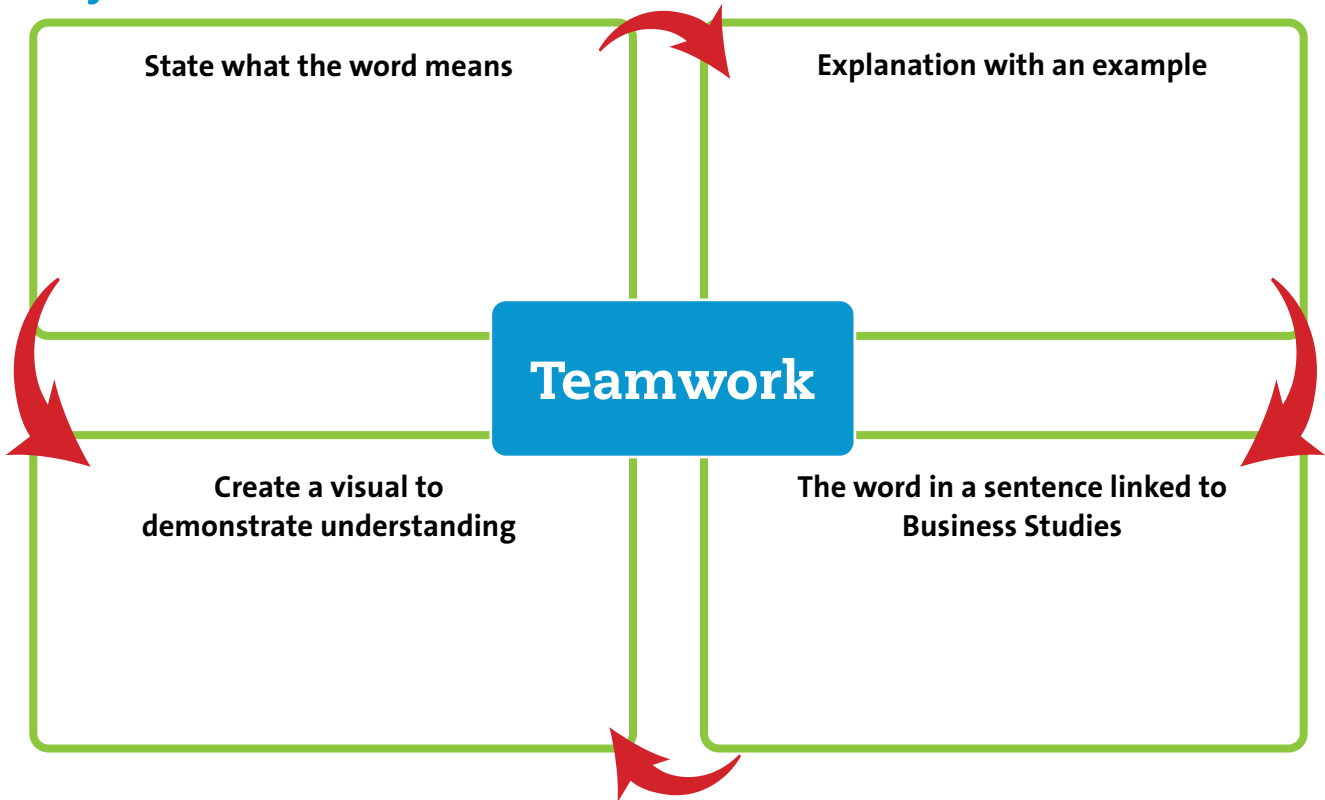 State what the word means
Explanation with an example
Teamwork
Create a visual to
demonstrate understanding
The word in a sentence linked to
Business Studies